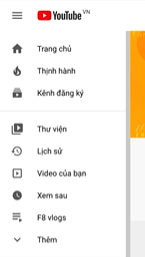 YouTube VN
Trang chủ
Thịnh hành
Kênh đăng ký
Thư viện
Lịch sử
Video của bạn
Xem sau
F8 vlogs
Thêm